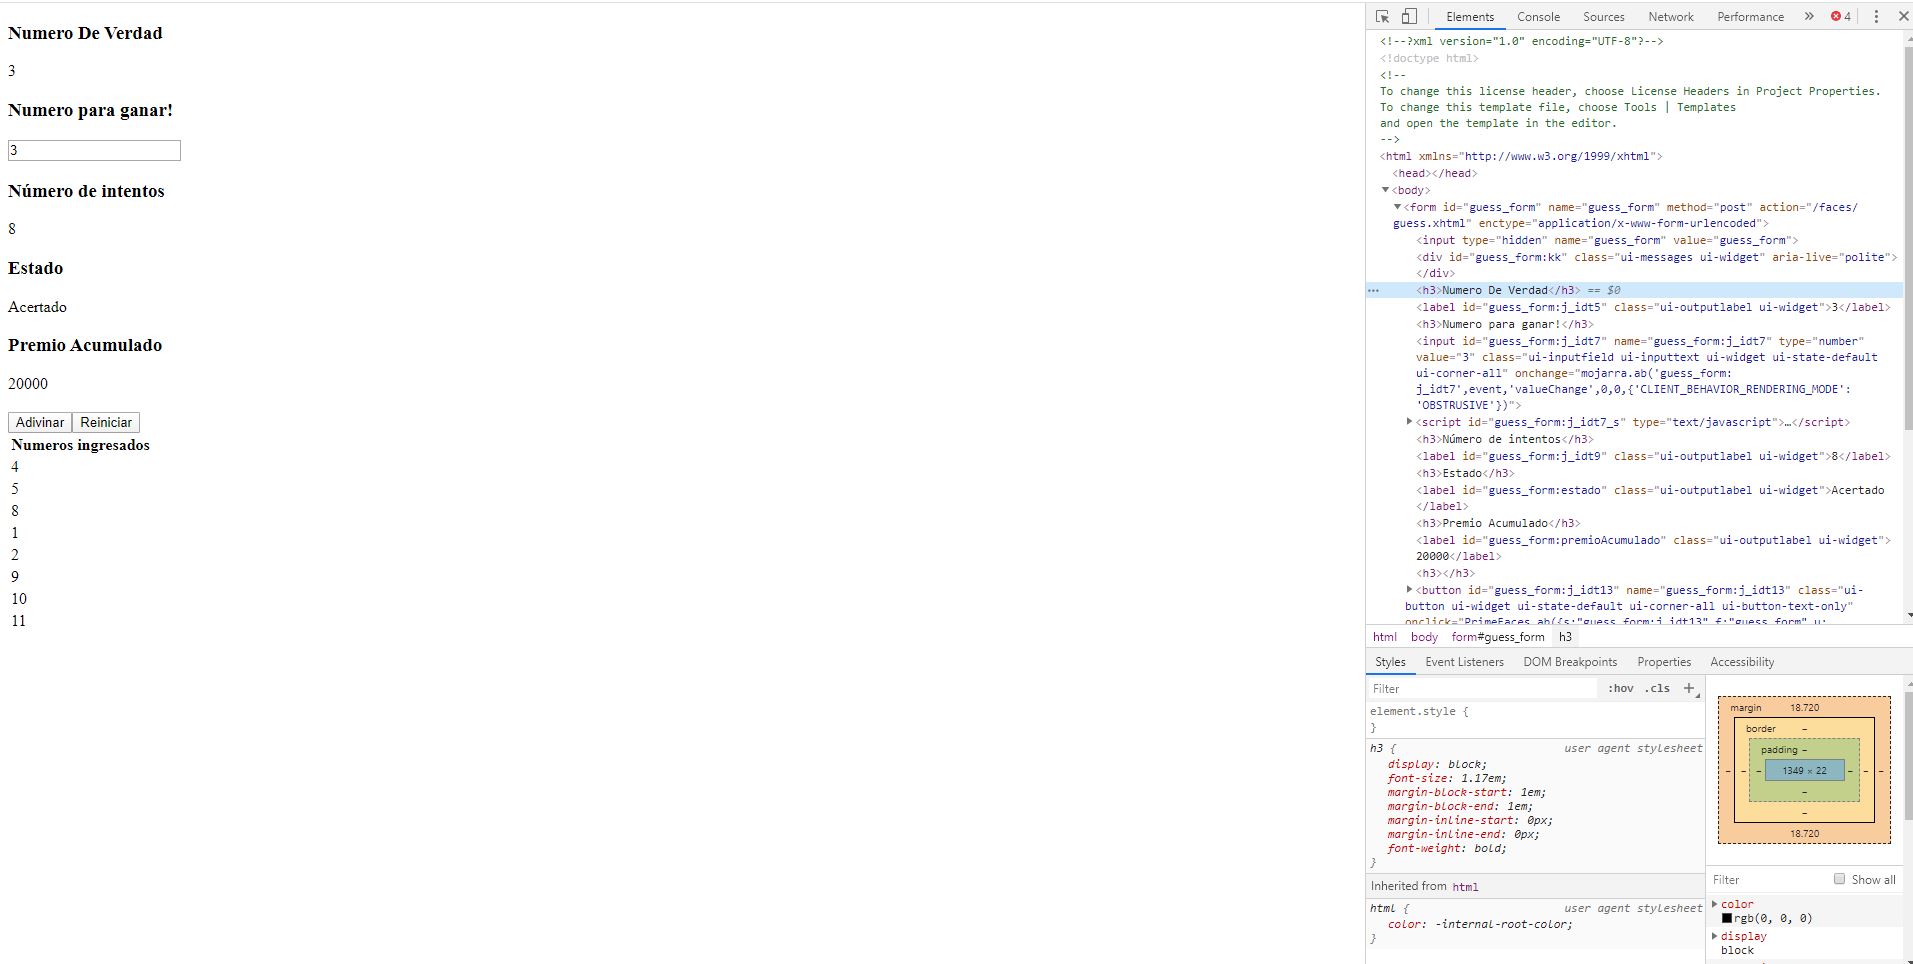 Numero De Verdad
3
Numero para ganar!
3
Número de intentos
8
Estado
Acertado
Premio Acumulado
20000
Adivinar Reiniciar
Numeros ingresados
4
5
8
1
2
9
10
11
Elements Console Sources Network Performance » 4
<!--?xml version="1.0" encoding="UTF-8"?-->
<!doctype html>
<!--
To change this license header, choose License Headers in Project Properties.
To change this template file, choose Tools | Templates
and open the template in the editor.
-->
<html xmlns="http://www.w3.org/1999/xhtml">
<head></head>
<body>
<form id="guess_form" name="guess_form" method="post" action="/faces/
guess.xhtml" enctype="application/x-www-form-urlencoded">
<input type="hidden" name="guess_form" value="guess_form">
<div id="guess_form:kk" class="ui-messages ui-widget" aria-live="polite">
</div>
<h3>Numero De Verdad</h3> == $0
<label id="guess_form:j_idt5" class="ui-outputlabel ui-widget">3</label>
<h3>Numero para ganar!</h3>
<input id="guess_form:j_idt7" name="guess_form:j_idt7" type="number"
value="3" class="ui-inputfield ui-inputtext ui-widget ui-state-default
ui-corner-all" onchange="mojarra.ab('guess_form:
j_idt7',event,'valueChange',0,0,{'CLIENT_BEHAVIOR_RENDERING_MODE':
'OBSTRUSIVE'})">
<script id="guess_form:j_idt7_s" type="text/javascript">…</script>
<h3>Número de intentos</h3>
<label id="guess_form:j_idt9" class="ui-outputlabel ui-widget">8</label>
<h3>Estado</h3>
<label id="guess_form:estado" class="ui-outputlabel ui-widget">Acertado
</label>
<h3>Premio Acumulado</h3>
<label id="guess_form:premioAcumulado" class="ui-outputlabel ui-widget">
20000</label>
<h3></h3>
<button id="guess_form:j_idt13" name="guess_form:j_idt13" class="ui-
button ui-widget ui-state-default ui-corner-all ui-button-text-only"
onclick="PrimeFaces.ab({s:"guess_form:j_idt13",f:"guess_form",u:
html body form#guess_form h3
Styles Event Listeners DOM Breakpoints Properties Accessibility
Filter :hov .cls +
element.style {
}
h3 { user agent stylesheet
display: block;
font-size: 1.17em;
margin-block-start: 1em;
margin-block-end: 1em;
margin-inline-start: 0px;
margin-inline-end: 0px;
font-weight: bold;
}
Inherited from html
html { user agent stylesheet
color: -internal-root-color;
}
margin 18.720
border –
padding –
– – – 1349 × 22 – – –
–
–
18.720
Filter Show all
color
rgb(0, 0, 0)
display
block